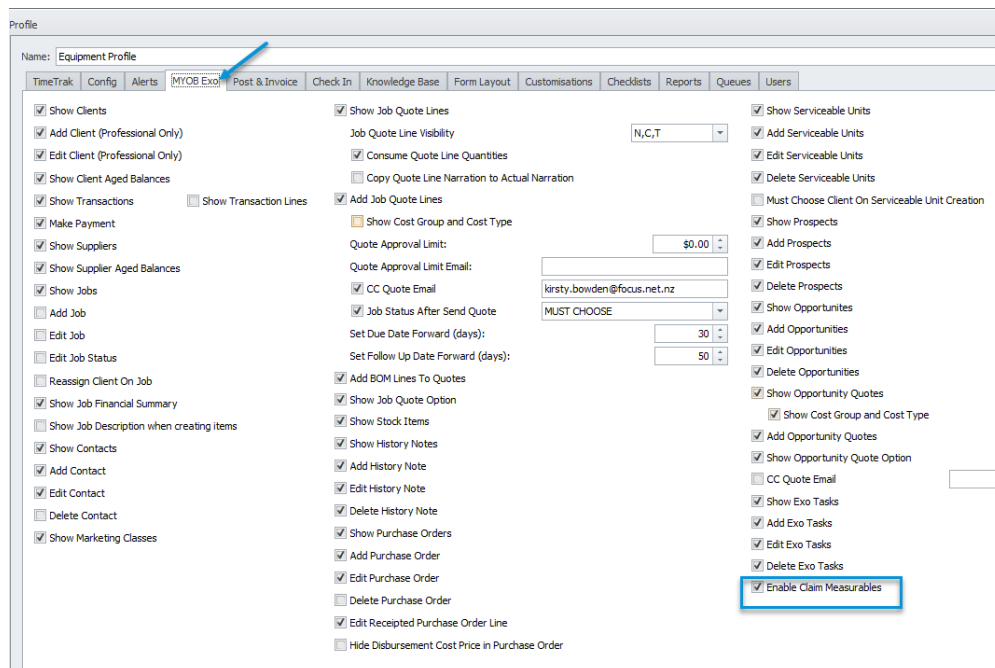 Profile
Name: Equipment Profile
TimeTrak Config Alerts MYOB Exo Post & Invoice Check In Knowledge Base Form Layout Customisations Checklists Reports Queues Users
Show Clients
Add Client (Professional Only)
Edit Client (Professional Only)
Show Client Aged Balances
Show Transactions Show Transaction Lines
Make Payment
Show Suppliers
Show Supplier Aged Balances
Show Jobs
Add Job
Edit Job
Edit Job Status
Reassign Client On Job
Show Job Financial Summary
Show Job Description when creating items
Show Contacts
Add Contact
Edit Contact
Delete Contact
Show Marketing Classes
Show Job Quote Lines
Job Quote Line Visibility N,C,T
Consume Quote Line Quantities
Copy Quote Line Narration to Actual Narration
Add Job Quote Lines
Show Cost Group and Cost Type
Quote Approval Limit: $0.00
Quote Approval Limit Email:
CC Quote Email kirsty.bowden@focus.net.nz
Job Status After Send Quote MUST CHOOSE
Set Due Date Forward (days): 30
Set Follow Up Date Forward (days): 50
Add BOM Lines To Quotes
Show Job Quote Option
Show Stock Items
Show History Notes
Add History Note
Edit History Note
Delete History Note
Show Purchase Orders
Add Purchase Order
Edit Purchase Order
Delete Purchase Order
Edit Receipted Purchase Order Line
Hide Disbursement Cost Price in Purchase Order
Show Serviceable Units
Add Serviceable Units
Edit Serviceable Units
Delete Serviceable Units
Must Choose Client On Serviceable Unit Creation
Show Prospects
Add Prospects
Edit Prospects
Delete Prospects
Show Opportunites
Add Opportunities
Edit Opportunities
Delete Opportunities
Show Opportunity Quotes
Show Cost Group and Cost Type
Add Opportunity Quotes
Show Opportunity Quote Option
CC Quote Email
Show Exo Tasks
Add Exo Tasks
Edit Exo Tasks
Delete Exo Tasks
Enable Claim Measurables